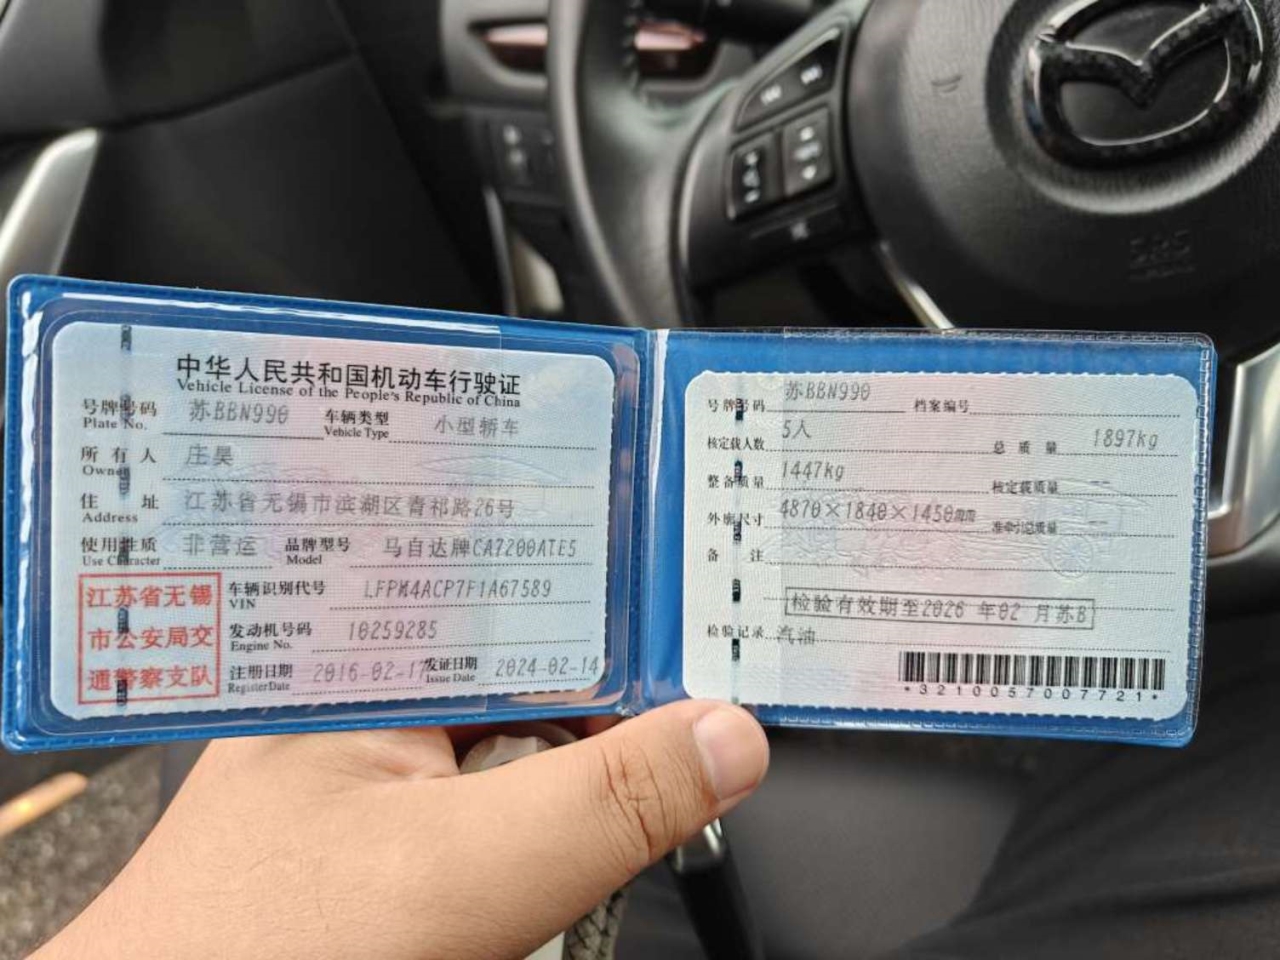 中华人民共和国机动车行驶证
Vehicle License of the People's Republic of China
号牌号码 苏BBN990 车辆类型 小型轿车
Plate No. Vehicle Type
所有人 庄昊
Owner
住址 江苏省无锡市滨湖区青祁路26号
Address
使用性质 非营运 品牌型号 马自达牌CA7200ATE5
Use Character Model
江苏省无锡
市公安局交
通警察支队
车辆识别代号 LFPM4ACP7F1A67589
VIN
发动机号码 10259285
Engine No.
注册日期 2016-02-17 发证日期 2024-02-14
Register Date Issue Date
号牌号码 苏BBN990 档案编号
核定载人数 5人 总质量 1897kg
整备质量 1447kg 核定载质量 --
外廓尺寸 4870×1840×1450mm 准牵引总质量 --
备注
检验有效期至2026 年02 月苏B
检验记录 汽油
*3210057007721*